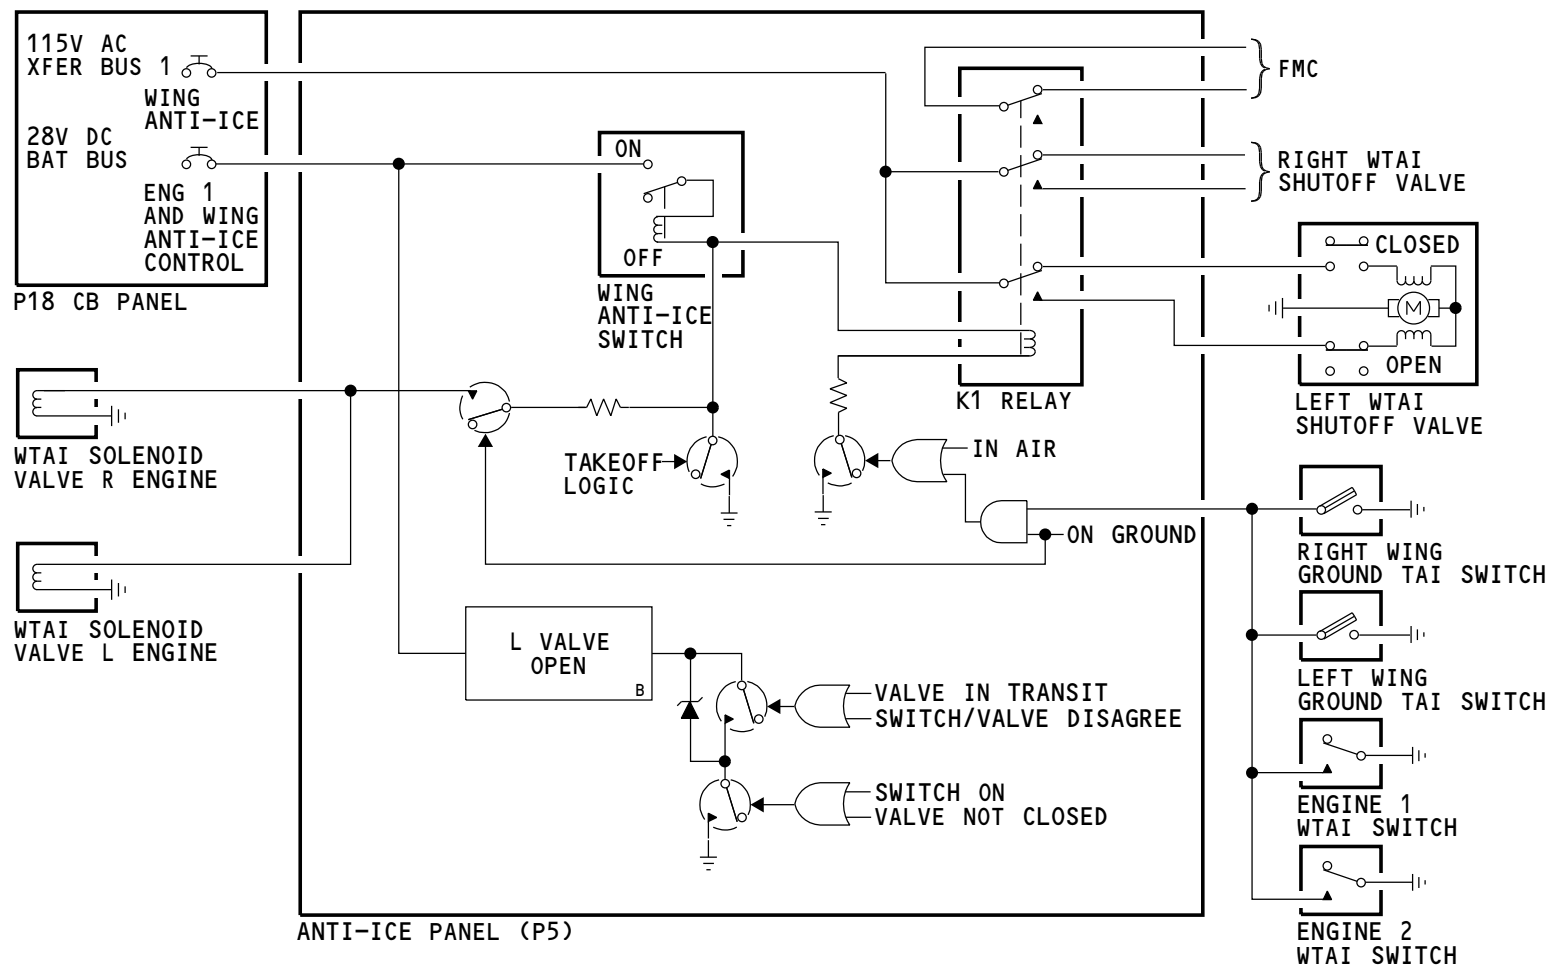 115V AC
XFER BUS 1
WING
ANTI-ICE
28V DC
BAT BUS
ENG 1
AND WING
ANTI-ICE
CONTROL
P18 CB PANEL
ON
OFF
WING
ANTI-ICE
SWITCH
FMC
RIGHT WTAI
SHUTOFF VALVE
CLOSED
M
OPEN
LEFT WTAI
SHUTOFF VALVE
K1 RELAY
WTAI SOLENOID
VALVE R ENGINE
TAKEOFF
LOGIC
IN AIR
ON GROUND
RIGHT WING
GROUND TAI SWITCH
WTAI SOLENOID
VALVE L ENGINE
L VALVE
OPEN
B
VALVE IN TRANSIT
SWITCH/VALVE DISAGREE
LEFT WING
GROUND TAI SWITCH
SWITCH ON
VALVE NOT CLOSED
ENGINE 1
WTAI SWITCH
ENGINE 2
WTAI SWITCH
ANTI-ICE PANEL (P5)